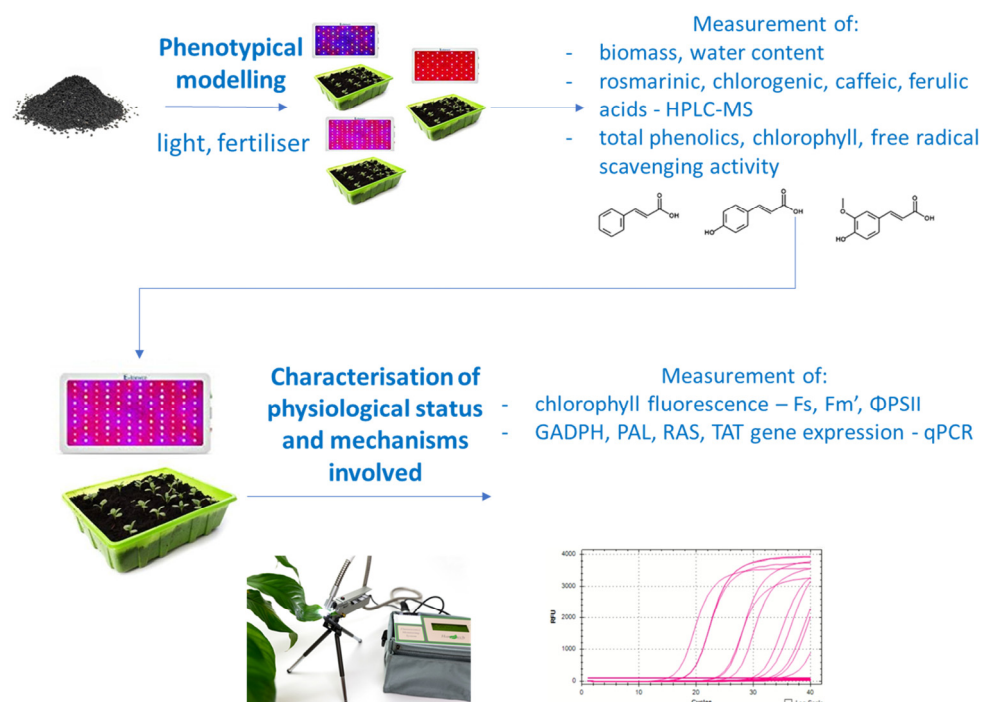 Phenotypical
modelling
light, fertiliser
Measurement of:
- biomass, water content
- rosmarinic, chlorogenic, caffeic, ferulic
acids - HPLC-MS
- total phenolics, chlorophyll, free radical
scavenging activity
O
OH
O
OH
HO
O
O
OH
HO
Characterisation of
physiological status
and mechanisms
involved
Measurement of:
- chlorophyll fluorescence – Fs, Fm’, ΦPSII
- GADPH, PAL, RAS, TAT gene expression - qPCR
4000
3000
2000
1000
0
RFU
0 10 20 30 40